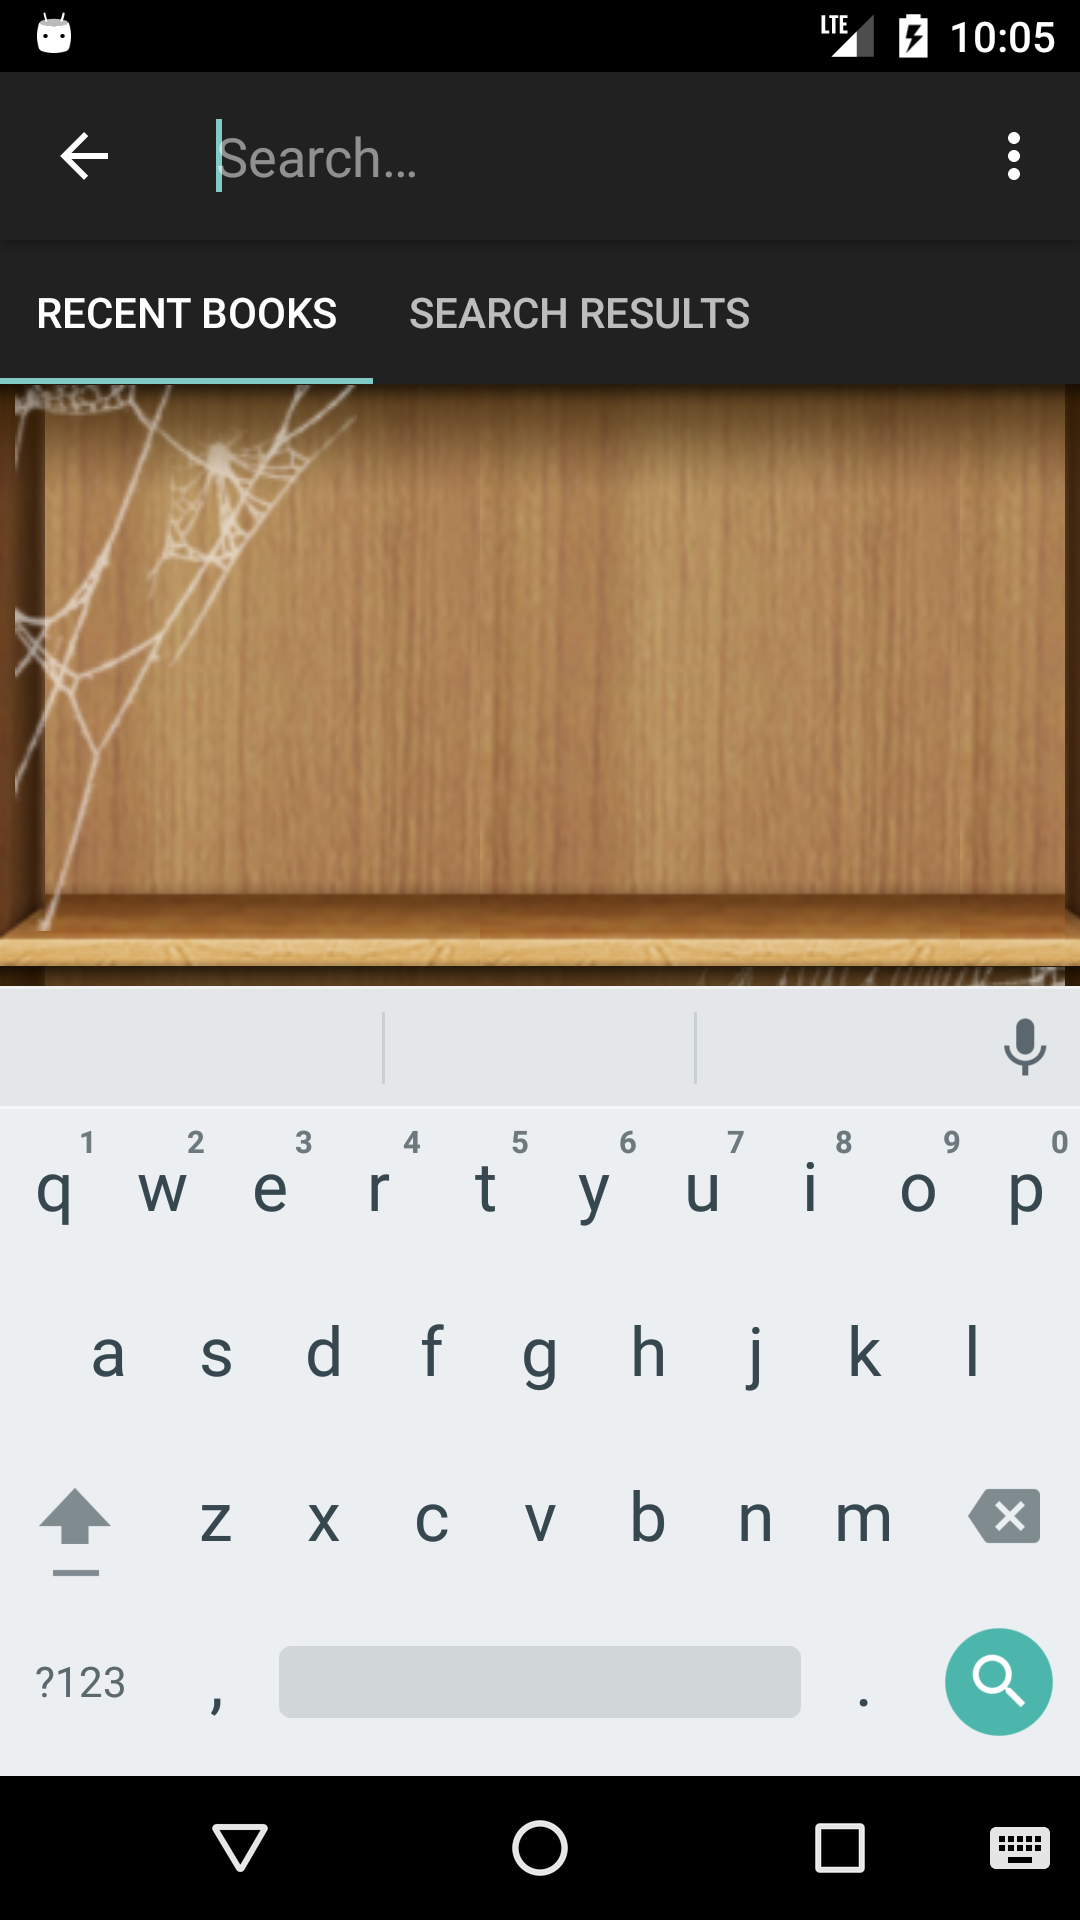 LTE 10:05
Search...
RECENT BOOKS SEARCH RESULTS
1 2 3 4 5 6 7 8 9 0
q w e r t y u i o p
a s d f g h j k l
z x c v b n m
?123 , .